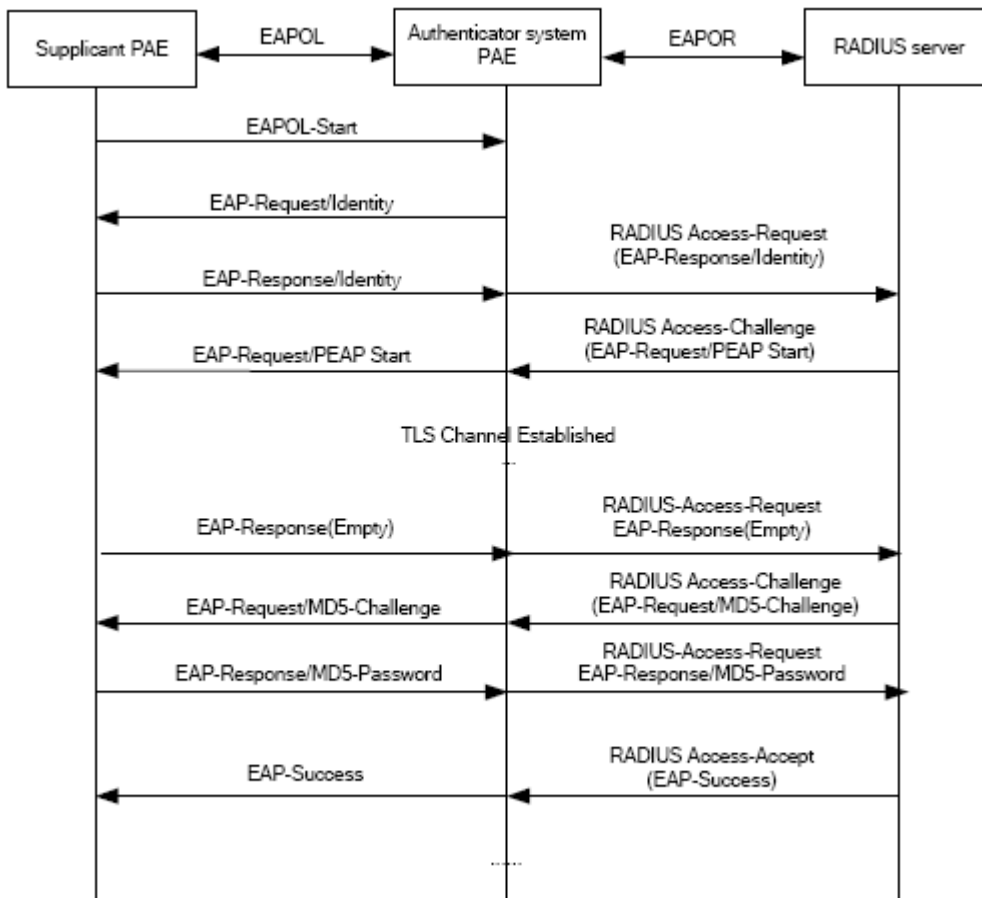 Supplicant PAE
EAPOL
Authenticator system
PAE
EAPOR
RADIUS server
EAPOL-Start
EAP-Request/Identity
RADIUS Access-Request
(EAP-Response/Identity)
EAP-Response/Identity
RADIUS Access-Challenge
(EAP-Request/PEAP Start)
EAP-Request/PEAP Start
TLS Channel Established
RADIUS-Access-Request
EAP-Response(Empty)
EAP-Response(Empty)
RADIUS Access-Challenge
(EAP-Request/MD5-Challenge)
EAP-Request/MD5-Challenge
RADIUS-Access-Request
EAP-Response/MD5-Password
EAP-Response/MD5-Password
RADIUS Access-Accept
(EAP-Success)
EAP-Success